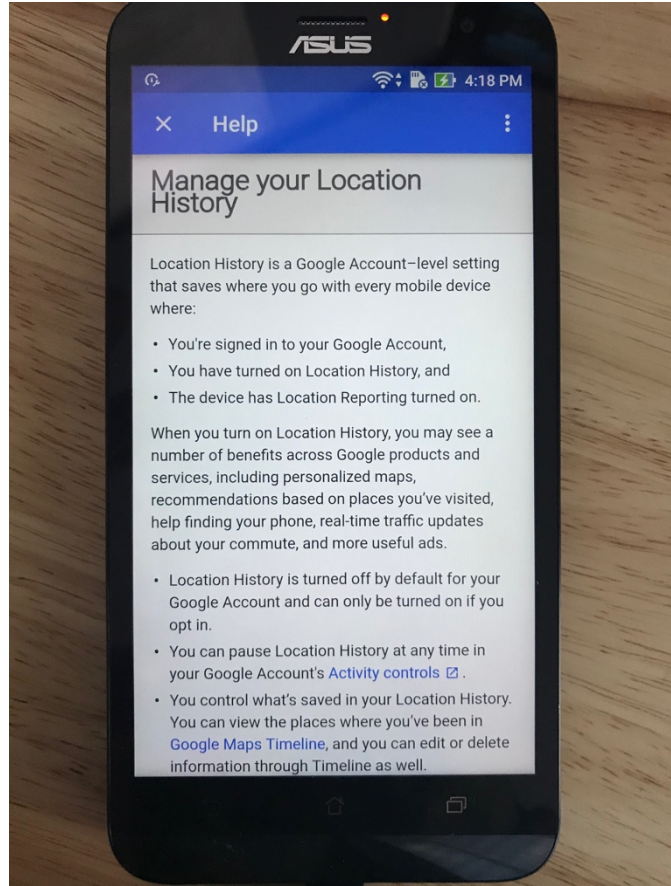 ASUS
4:18 PM
Help
Manage your Location
History
Location History is a Google Account–level setting
that saves where you go with every mobile device
where:
• You're signed in to your Google Account,
• You have turned on Location History, and
• The device has Location Reporting turned on.
When you turn on Location History, you may see a
number of benefits across Google products and
services, including personalized maps,
recommendations based on places you've visited,
help finding your phone, real-time traffic updates
about your commute, and more useful ads.
• Location History is turned off by default for your
Google Account and can only be turned on if you
opt in.
• You can pause Location History at any time in
your Google Account's Activity controls.
• You control what's saved in your Location History.
You can view the places where you've been in
Google Maps Timeline, and you can edit or delete
information through Timeline as well.